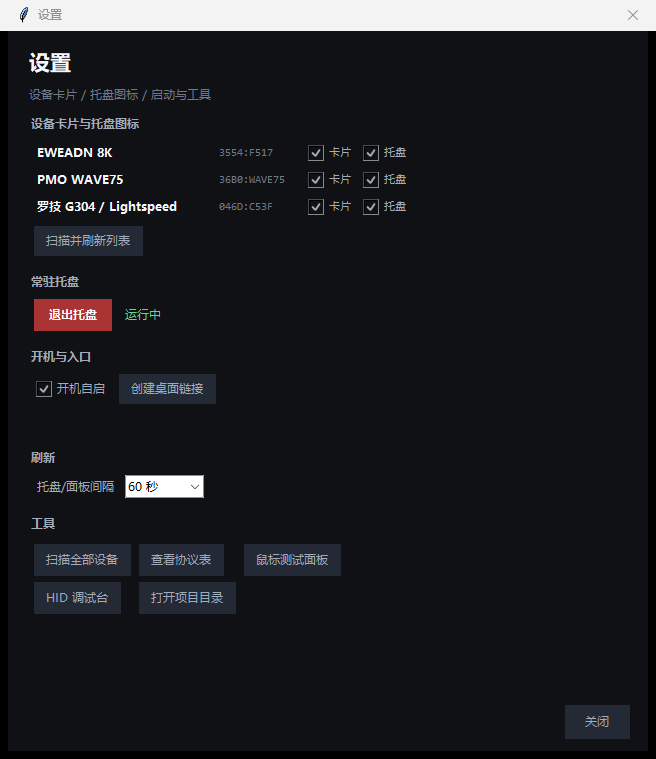 设置
设置
设备卡片 / 托盘图标 / 启动与工具
设备卡片与托盘图标
EWEADN 8K 3554:F517 卡片 托盘
PMO WAVE75 36B0:WAVE75 卡片 托盘
罗技 G304 / Lightspeed 046D:C53F 卡片 托盘
扫描并刷新列表
常驻托盘
退出托盘 运行中
开机与入口
开机自启 创建桌面链接
刷新
托盘/面板间隔 60 秒
工具
扫描全部设备 查看协议表 鼠标测试面板
HID 调试台 打开项目目录
关闭